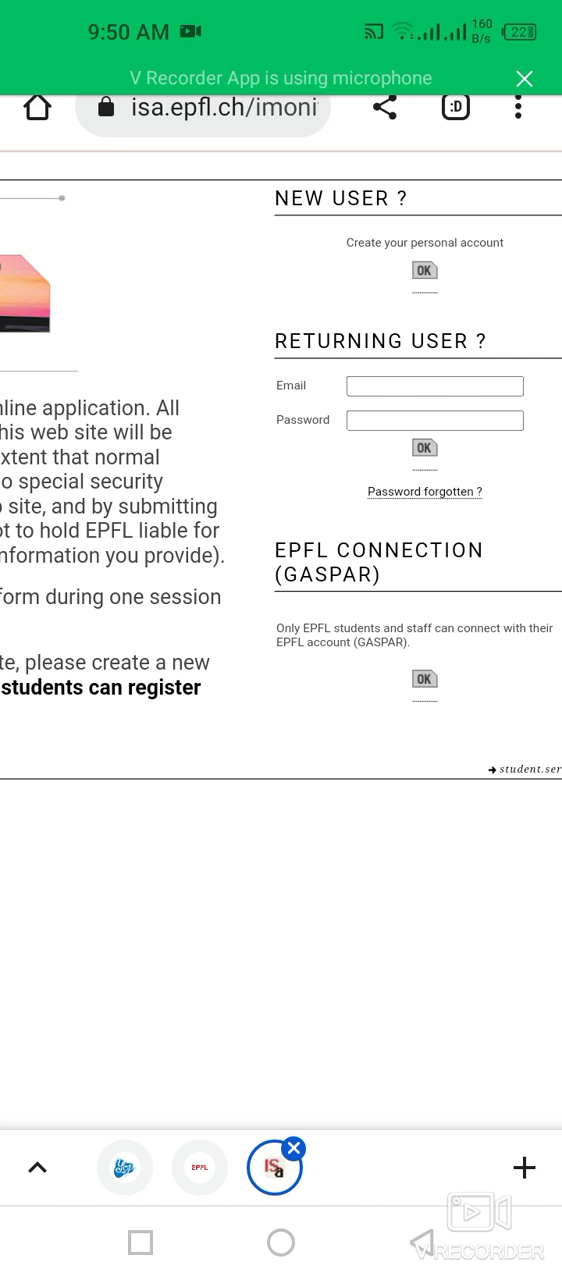 9:50 AM
160
B/s
22
V Recorder App is using microphone
isa.epfl.ch/imoni
:D
NEW USER ?
Create your personal account
OK
RETURNING USER ?
Email
Password
OK
Password forgotten ?
EPFL CONNECTION
(GASPAR)
Only EPFL students and staff can connect with their
EPFL account (GASPAR).
OK
nline application. All
his web site will be
xtent that normal
o special security
site, and by submitting
ot to hold EPFL liable for
nformation you provide).
form during one session
te, please create a new
students can register
student.ser
EPFL
ISa
VRECORDER